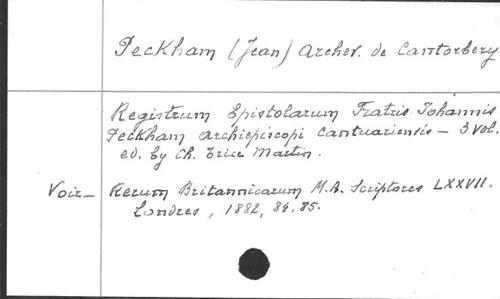 Peckham (Jean) Archev. de Cantorbery
Registrum Epistolarum Fratris Johannis
Peckham archiepiscopi Cantuariensis - 3 vol.
ed. by Ch. Trice Martin.
Voir - Rerum Britannicarum M.A. Scriptores LXXVII.
Londres, 1882, 84, 85.